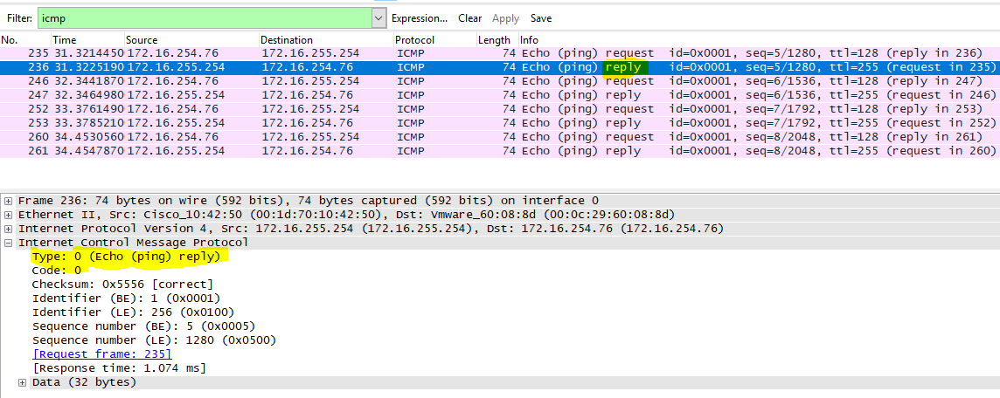 Filter: icmp Expression... Clear Apply Save
No. Time Source Destination Protocol Length Info
235 31.3214450 172.16.254.76 172.16.255.254 ICMP 74 Echo (ping) request id=0x0001, seq=5/1280, ttl=128 (reply in 236)
236 31.3225190 172.16.255.254 172.16.254.76 ICMP 74 Echo (ping) reply id=0x0001, seq=5/1280, ttl=255 (request in 235)
246 32.3441870 172.16.254.76 172.16.255.254 ICMP 74 Echo (ping) request id=0x0001, seq=6/1536, ttl=128 (reply in 247)
247 32.3464980 172.16.255.254 172.16.254.76 ICMP 74 Echo (ping) reply id=0x0001, seq=6/1536, ttl=255 (request in 246)
252 33.3761490 172.16.254.76 172.16.255.254 ICMP 74 Echo (ping) request id=0x0001, seq=7/1792, ttl=128 (reply in 253)
253 33.3785210 172.16.255.254 172.16.254.76 ICMP 74 Echo (ping) reply id=0x0001, seq=7/1792, ttl=255 (request in 252)
260 34.4530560 172.16.254.76 172.16.255.254 ICMP 74 Echo (ping) request id=0x0001, seq=8/2048, ttl=128 (reply in 261)
261 34.4547870 172.16.255.254 172.16.254.76 ICMP 74 Echo (ping) reply id=0x0001, seq=8/2048, ttl=255 (request in 260)
Frame 236: 74 bytes on wire (592 bits), 74 bytes captured (592 bits) on interface 0
Ethernet II, Src: Cisco_10:42:50 (00:1d:70:10:42:50), Dst: Vmware_60:08:8d (00:0c:29:60:08:8d)
Internet Protocol Version 4, Src: 172.16.255.254 (172.16.255.254), Dst: 172.16.254.76 (172.16.254.76)
Internet Control Message Protocol
Type: 0 (Echo (ping) reply)
Code: 0
Checksum: 0x5556 [correct]
Identifier (BE): 1 (0x0001)
Identifier (LE): 256 (0x0100)
Sequence number (BE): 5 (0x0005)
Sequence number (LE): 1280 (0x0500)
[Request frame: 235]
[Response time: 1.074 ms]
Data (32 bytes)